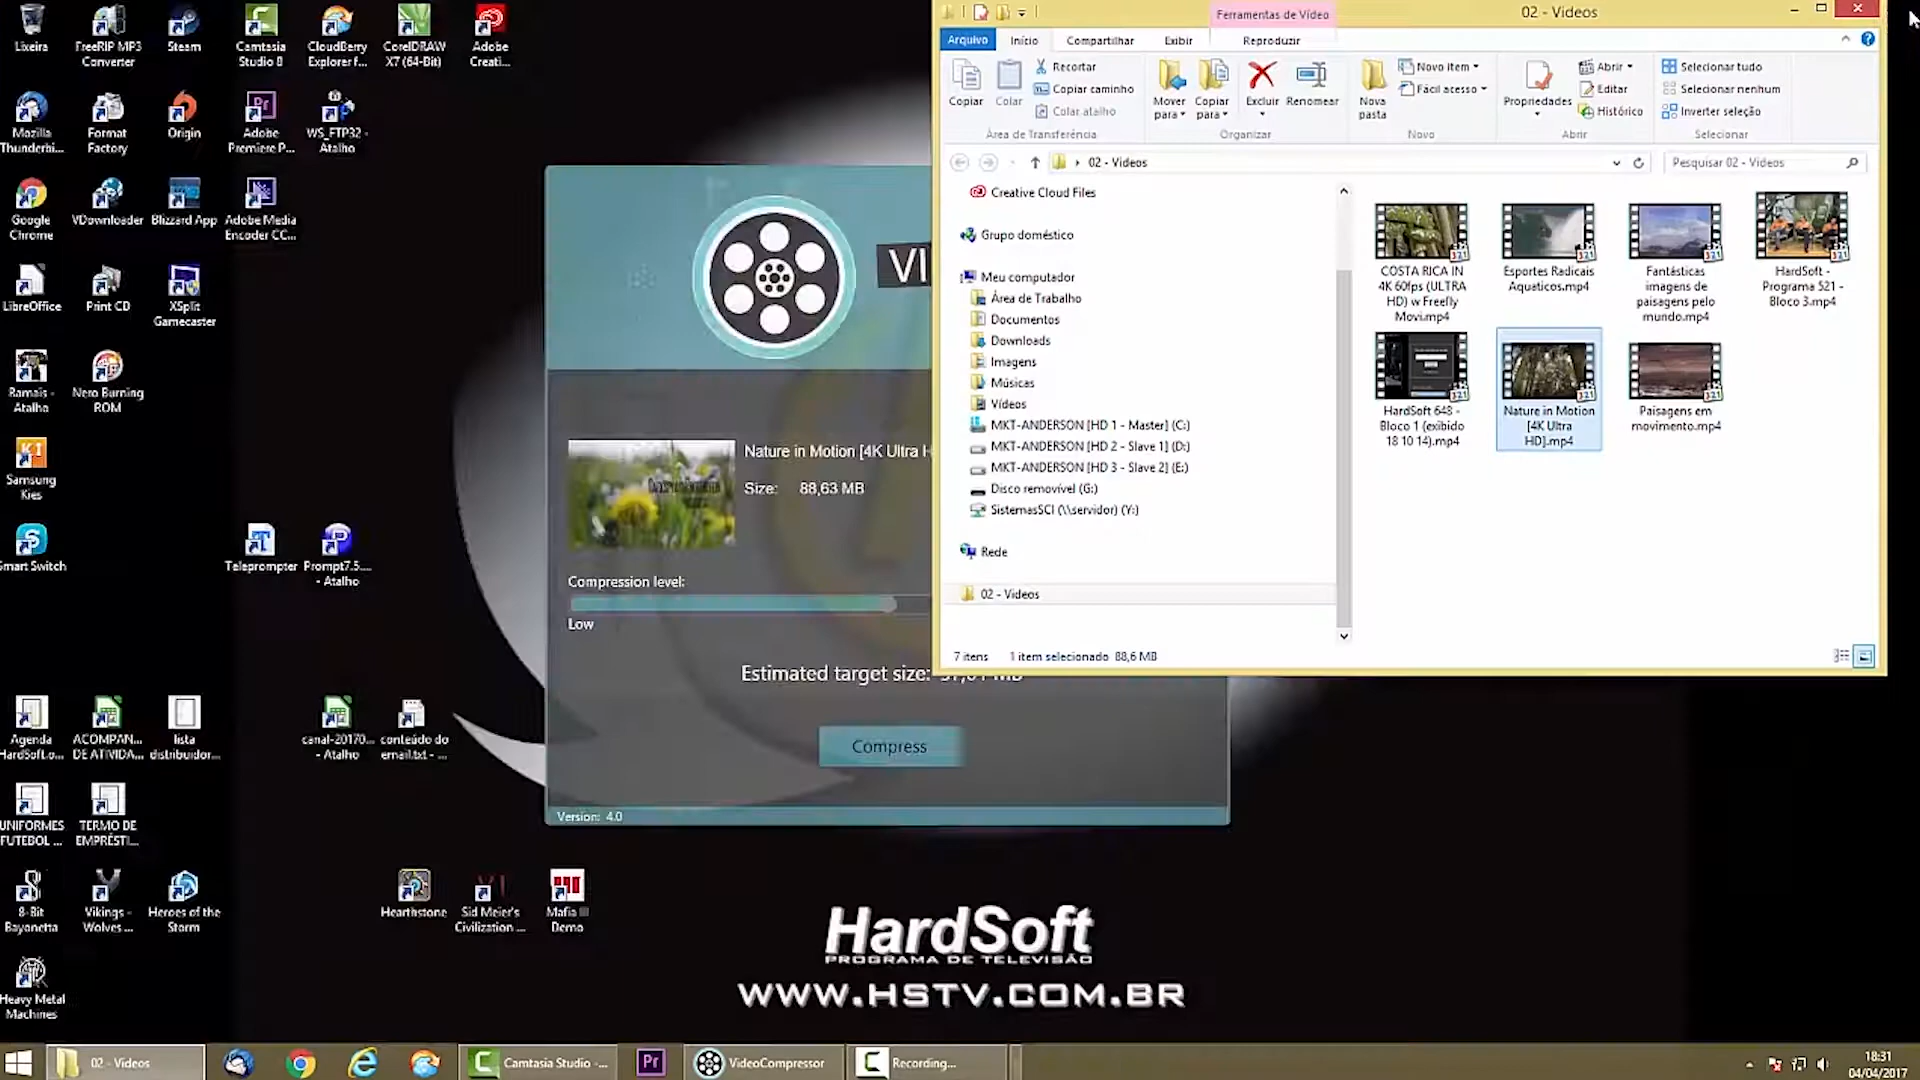 Lixeira
FreeRIP MP3
Converter
Steam
Camtasia
Studio 8
CloudBerry
Explorer f...
CorelDRAW
X7 (64-Bit)
Adobe
Creati...
Mozilla
Thunderbi...
Format
Factory
Origin
Adobe
Premiere P...
WS_FTP32 -
Atalho
Google
Chrome
VDownloader
Blizzard App
Adobe Media
Encoder CC...
LibreOffice
Print CD
XSplit
Gamecaster
Ramais -
Atalho
Nero Burning
ROM
Samsung
Kies
Smart Switch
Teleprompter
Prompt7.5....
- Atalho
Agenda
HardSoft.o...
ACOMPAN...
DE ATIVIDA...
lista
distribuidor...
canal-20170...
- Atalho
conteúdo do
email.txt - ...
UNIFORMES
FUTEBOL ...
TERMO DE
EMPRÉSTI...
8-Bit
Bayonetta
Vikings -
Wolves ...
Heroes of the
Storm
Hearthstone
Sid Meier's
Civilization ...
Mafia III
Demo
Heavy Metal
Machines
VI
Nature in Motion [4K Ultra H
Size: 88,63 MB
Compression level:
Low
Estimated target size:
Compress
Version: 4.0
Ferramentas de Vídeo
02 - Videos
Arquivo
Início
Compartilhar
Exibir
Reproduzir
Copiar
Colar
Recortar
Copiar caminho
Colar atalho
Área de Transferência
Mover
para
Copiar
para
Excluir
Renomear
Organizar
Nova
pasta
Novo item
Fácil acesso
Novo
Propriedades
Abrir
Editar
Histórico
Abrir
Selecionar tudo
Selecionar nenhum
Inverter seleção
Selecionar
02 - Videos
Pesquisar 02 - Videos
Creative Cloud Files
Grupo doméstico
Meu computador
Área de Trabalho
Documentos
Downloads
Imagens
Músicas
Vídeos
MKT-ANDERSON [HD 1 - Master] (C:)
MKT-ANDERSON [HD 2 - Slave 1] (D:)
MKT-ANDERSON [HD 3 - Slave 2] (E:)
Disco removível (G:)
SistemasSCI (\\servidor) (Y:)
Rede
02 - Videos
COSTA RICA IN
4K 60fps (ULTRA
HD) w Freefly
Movi.mp4
Esportes Radicais
Aquaticos.mp4
Fantásticas
imagens de
paisagens pelo
mundo.mp4
HardSoft -
Programa 521 -
Bloco 3.mp4
HardSoft 648 -
Bloco 1 (exibido
18 10 14).mp4
Nature in Motion
[4K Ultra
HD].mp4
Paisagens em
movimento.mp4
7 itens
1 item selecionado 88,6 MB
HardSoft
PROGRAMA DE TELEVISÃO
WWW.HSTV.COM.BR
02 - Videos
Camtasia Studio -...
Pr
VideoCompressor
Recording...
18:31
04/04/2017